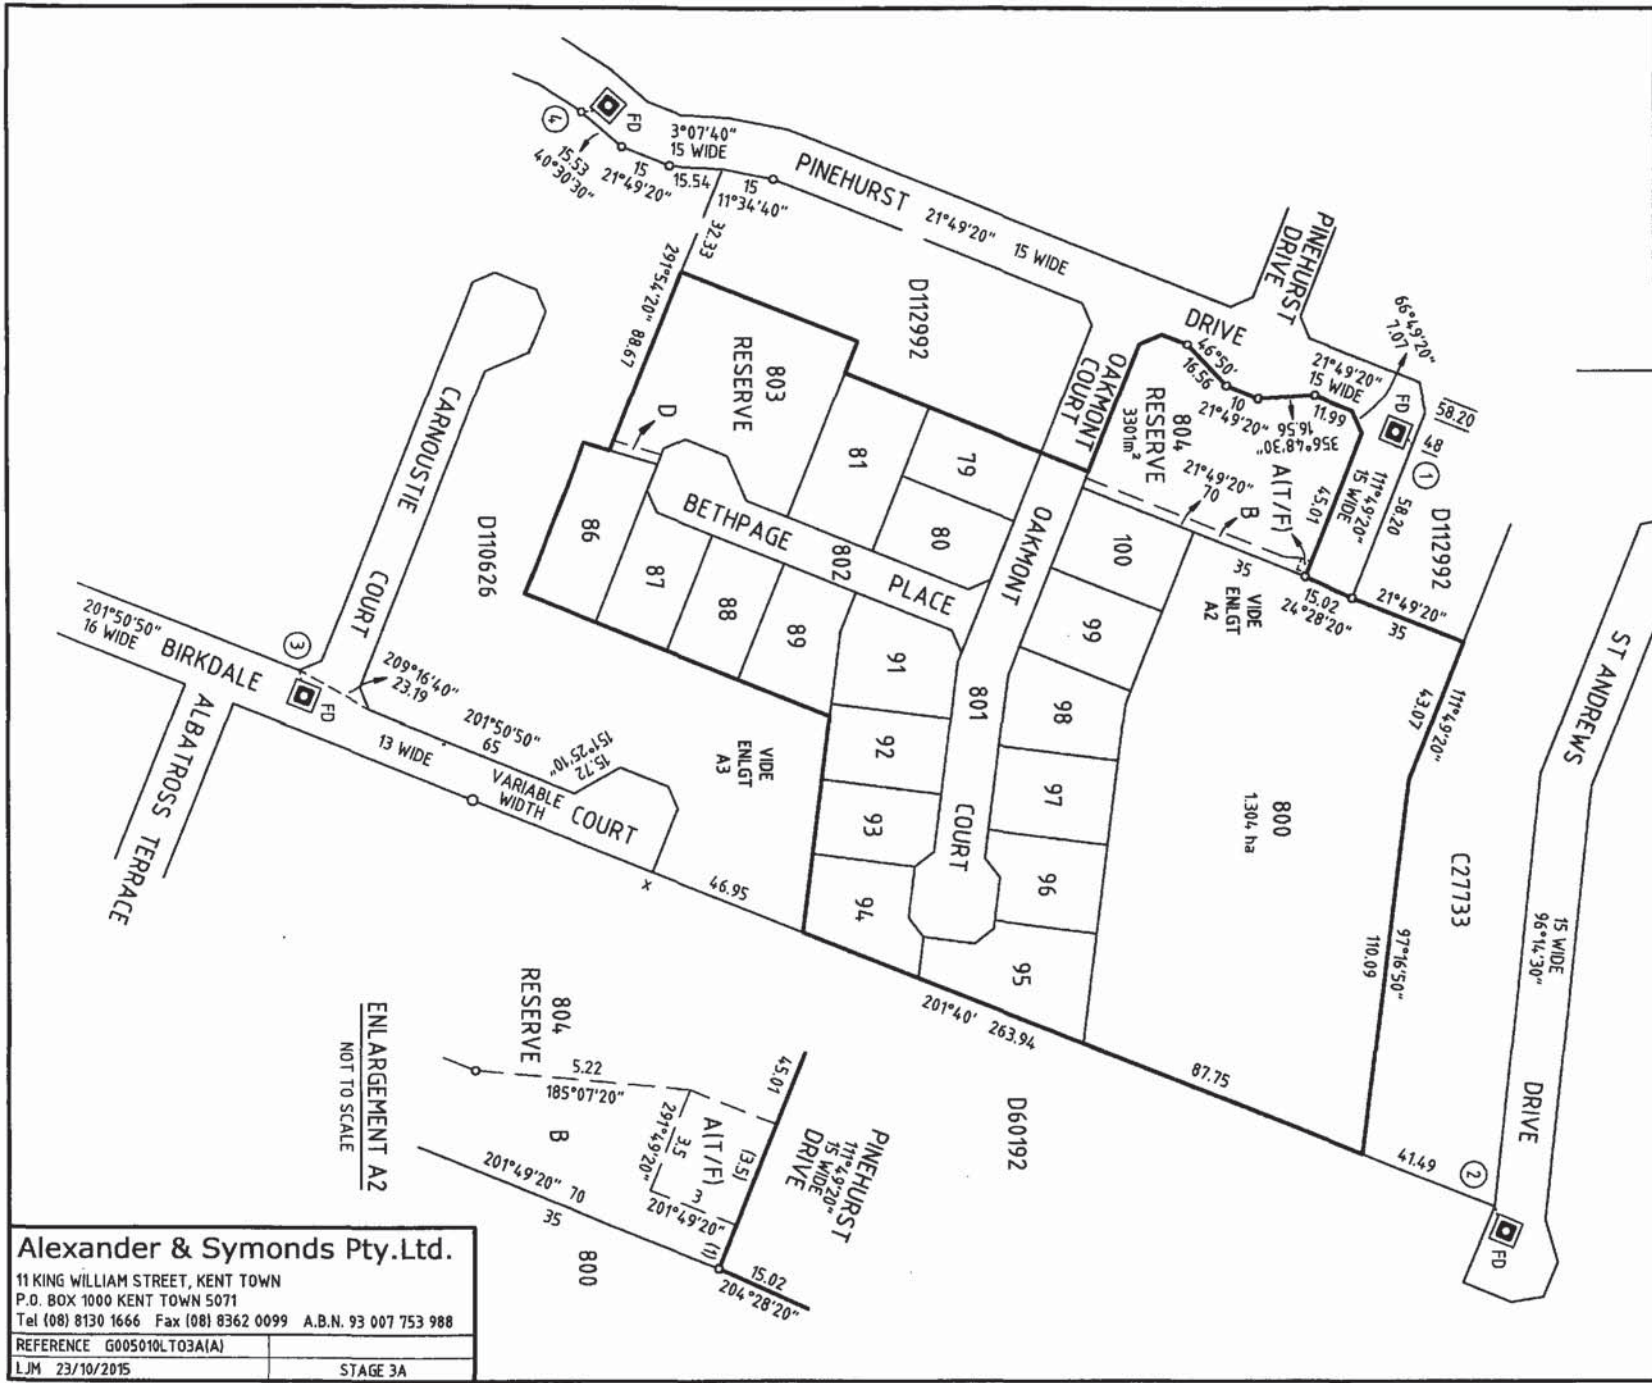 4
FD
15.53
40°30'30"
15
21°49'20"
15.54
3°07'40"
15 WIDE
15
11°34'40"
PINEHURST
21°49'20"
15 WIDE
DRIVE
PINEHURST
DRIVE
66°49'20"
7.07
21°49'20"
15 WIDE
11.99
FD
58.20
48
1
58.20
111°49'20"
15 WIDE
45.01
D112992
46°50'
16.56
10
21°49'20"
16.56
356°48'30"
804
RESERVE
3301m²
A(T/F)
21°49'20"
70
B
35
15.02
24°28'20"
21°49'20"
35
VIDE
ENLGT
A2
32.33
291°54'20" 88.67
D112992
803
RESERVE
D
OAKMONT
COURT
OAKMONT
79
80
81
86
87
88
89
BETHPAGE
802
PLACE
100
99
98
97
96
95
91
92
93
94
801
COURT
800
1.304 ha
111°49'20"
43.07
97°16'50"
110.09
C27733
ST ANDREWS
15 WIDE
96°14'30"
DRIVE
CARNOUSTIE
COURT
D110626
201°50'50"
16 WIDE
BIRKDALE
3
FD
209°16'40"
23.19
201°50'50"
65
13 WIDE
151°25'10"
15.72
VARIABLE
WIDTH
COURT
ALBATROSS TERRACE
VIDE
ENLGT
A3
x
46.95
201°40' 263.94
87.75
41.49
2
FD
D60192
804
RESERVE
5.22
185°07'20"
B
291°49'20"
3.5
A(T/F)
3
201°49'20"
(3.5)
45.01
(1)
201°49'20" 70
35
800
15.02
204°28'20"
PINEHURST
111°49'20"
15 WIDE
DRIVE
ENLARGEMENT A2
NOT TO SCALE
Alexander & Symonds Pty.Ltd.
11 KING WILLIAM STREET, KENT TOWN
P.O. BOX 1000 KENT TOWN 5071
Tel (08) 8130 1666 Fax (08) 8362 0099 A.B.N. 93 007 753 988
REFERENCE G005010LTO3A(A)
LJM 23/10/2015 STAGE 3A